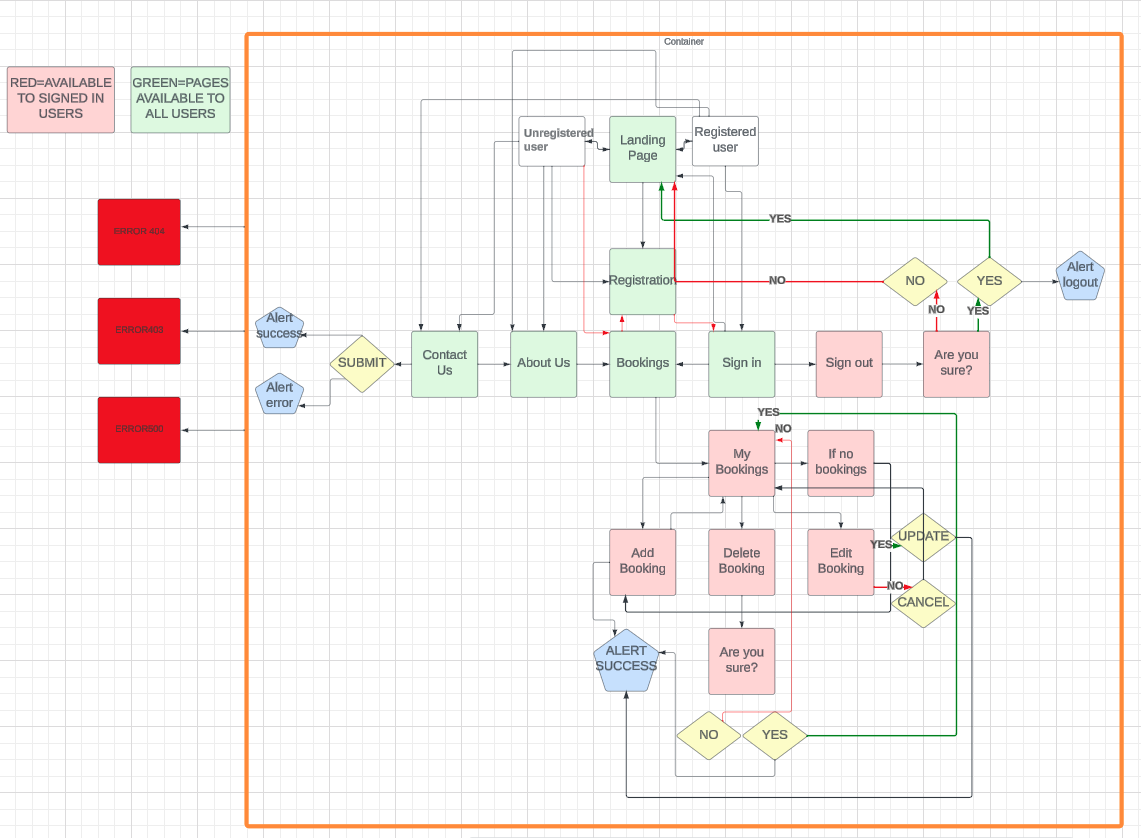 Container
RED=AVAILABLE
TO SIGNED IN
USERS
GREEN=PAGES
AVAILABLE TO
ALL USERS
Unregistered
user
Landing
Page
Registered
user
ERROR 404
YES
Registration
NO
NO
YES
Alert
logout
NO
YES
ERROR403
Alert
success
SUBMIT
Contact
Us
About Us
Bookings
Sign in
Sign out
Are you
sure?
Alert
error
ERROR500
YES
NO
My
Bookings
If no
bookings
Add
Booking
Delete
Booking
Edit
Booking
YES
UPDATE
NO
CANCEL
ALERT
SUCCESS
Are you
sure?
NO
YES